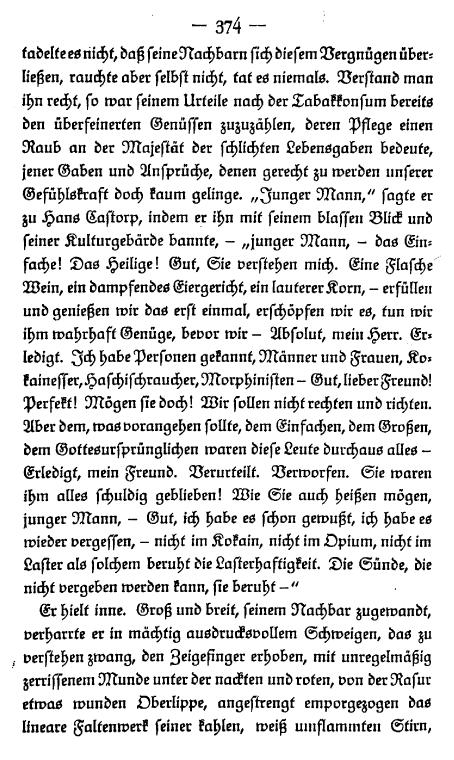 — 374 —
tadelte es nicht, daß seine Nachbarn sich diesem Vergnügen über-
ließen, rauchte aber selbst nicht, tat es niemals. Verstand man
ihn recht, so war seinem Urteile nach der Tabakkonsum bereits
den überfeinerten Genüssen zuzuzählen, deren Pflege einen
Raub an der Majestät der schlichten Lebensgaben bedeute,
jener Gaben und Ansprüche, denen gerecht zu werden unserer
Gefühlskraft doch kaum gelinge. „Junger Mann,“ sagte er
zu Hans Castorp, indem er ihn mit seinem blassen Blick und
seiner Kulturgebärde bannte, – „junger Mann, – das Ein-
fache! Das Heilige! Gut, Sie verstehen mich. Eine Flasche
Wein, ein dampfendes Eiergericht, ein lauterer Korn, – erfüllen
und genießen wir das erst einmal, erschöpfen wir es, tun wir
ihm wahrhaft Genüge, bevor wir – Absolut, mein Herr. Er-
ledigt. Ich habe Personen gekannt, Männer und Frauen, Ko-
kainesser, Haschischraucher, Morphinisten – Gut, lieber Freund!
Perfekt! Mögen sie doch! Wir sollen nicht rechten und richten.
Aber dem, was vorangehen sollte, dem Einfachen, dem Großen,
dem Gottesursprünglichen waren diese Leute durchaus alles –
Erledigt, mein Freund. Verurteilt. Verworfen. Sie waren
ihm alles schuldig geblieben! Wie Sie auch heißen mögen,
junger Mann, – Gut, ich habe es schon gewußt, ich habe es
wieder vergessen, – nicht im Kokain, nicht im Opium, nicht im
Laster als solchem beruht die Lasterhaftigkeit. Die Sünde, die
nicht vergeben werden kann, sie beruht –“
Er hielt inne. Groß und breit, seinem Nachbar zugewandt,
verharrte er in mächtig ausdrucksvollem Schweigen, das zu
verstehen zwang, den Zeigefinger erhoben, mit unregelmäßig
zerrissenem Munde unter der nackten und roten, von der Rasur
etwas wunden Oberlippe, angestrengt emporgezogen das
lineare Faltenwerk seiner kahlen, weiß umflammten Stirn,